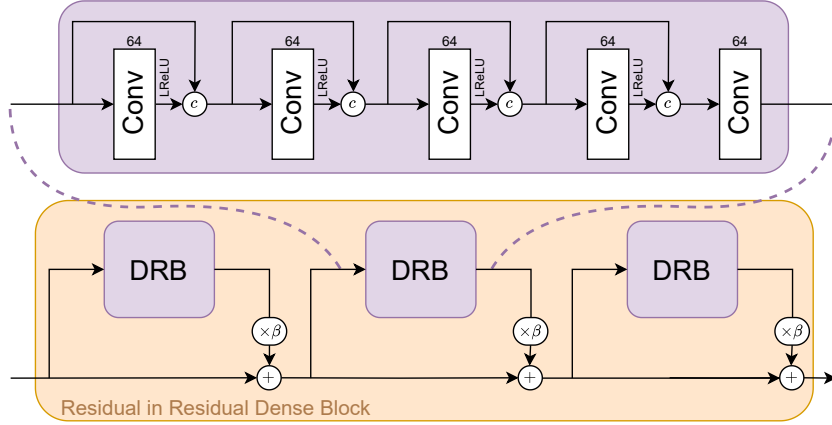 64 64 64 64 64
Conv LReLU c Conv LReLU c Conv LReLU c Conv LReLU c Conv
DRB DRB DRB
×β ×β ×β
+ + +
Residual in Residual Dense Block